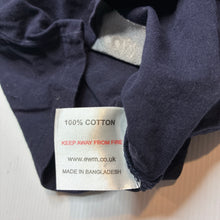 100% COTTON
KEEP AWAY FROM FIRE
www.ewm.co.uk
MADE IN BANGLADESH